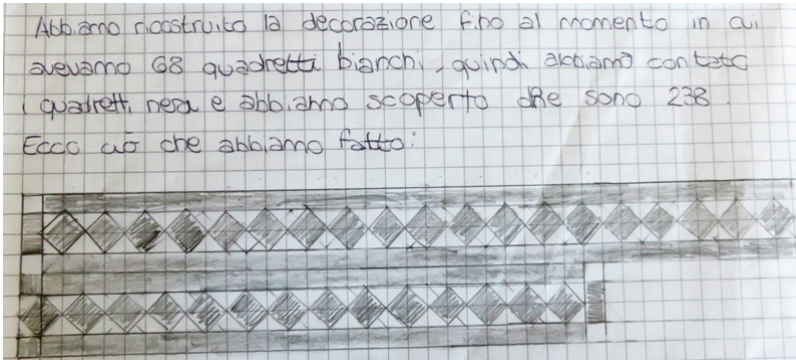 Abbiamo ricostruito la decorazione fino al momento in cui
avevamo 68 quadretti bianchi, quindi abbiamo contato
i quadretti neri e abbiamo scoperto che sono 238.
Ecco ciò che abbiamo fatto: